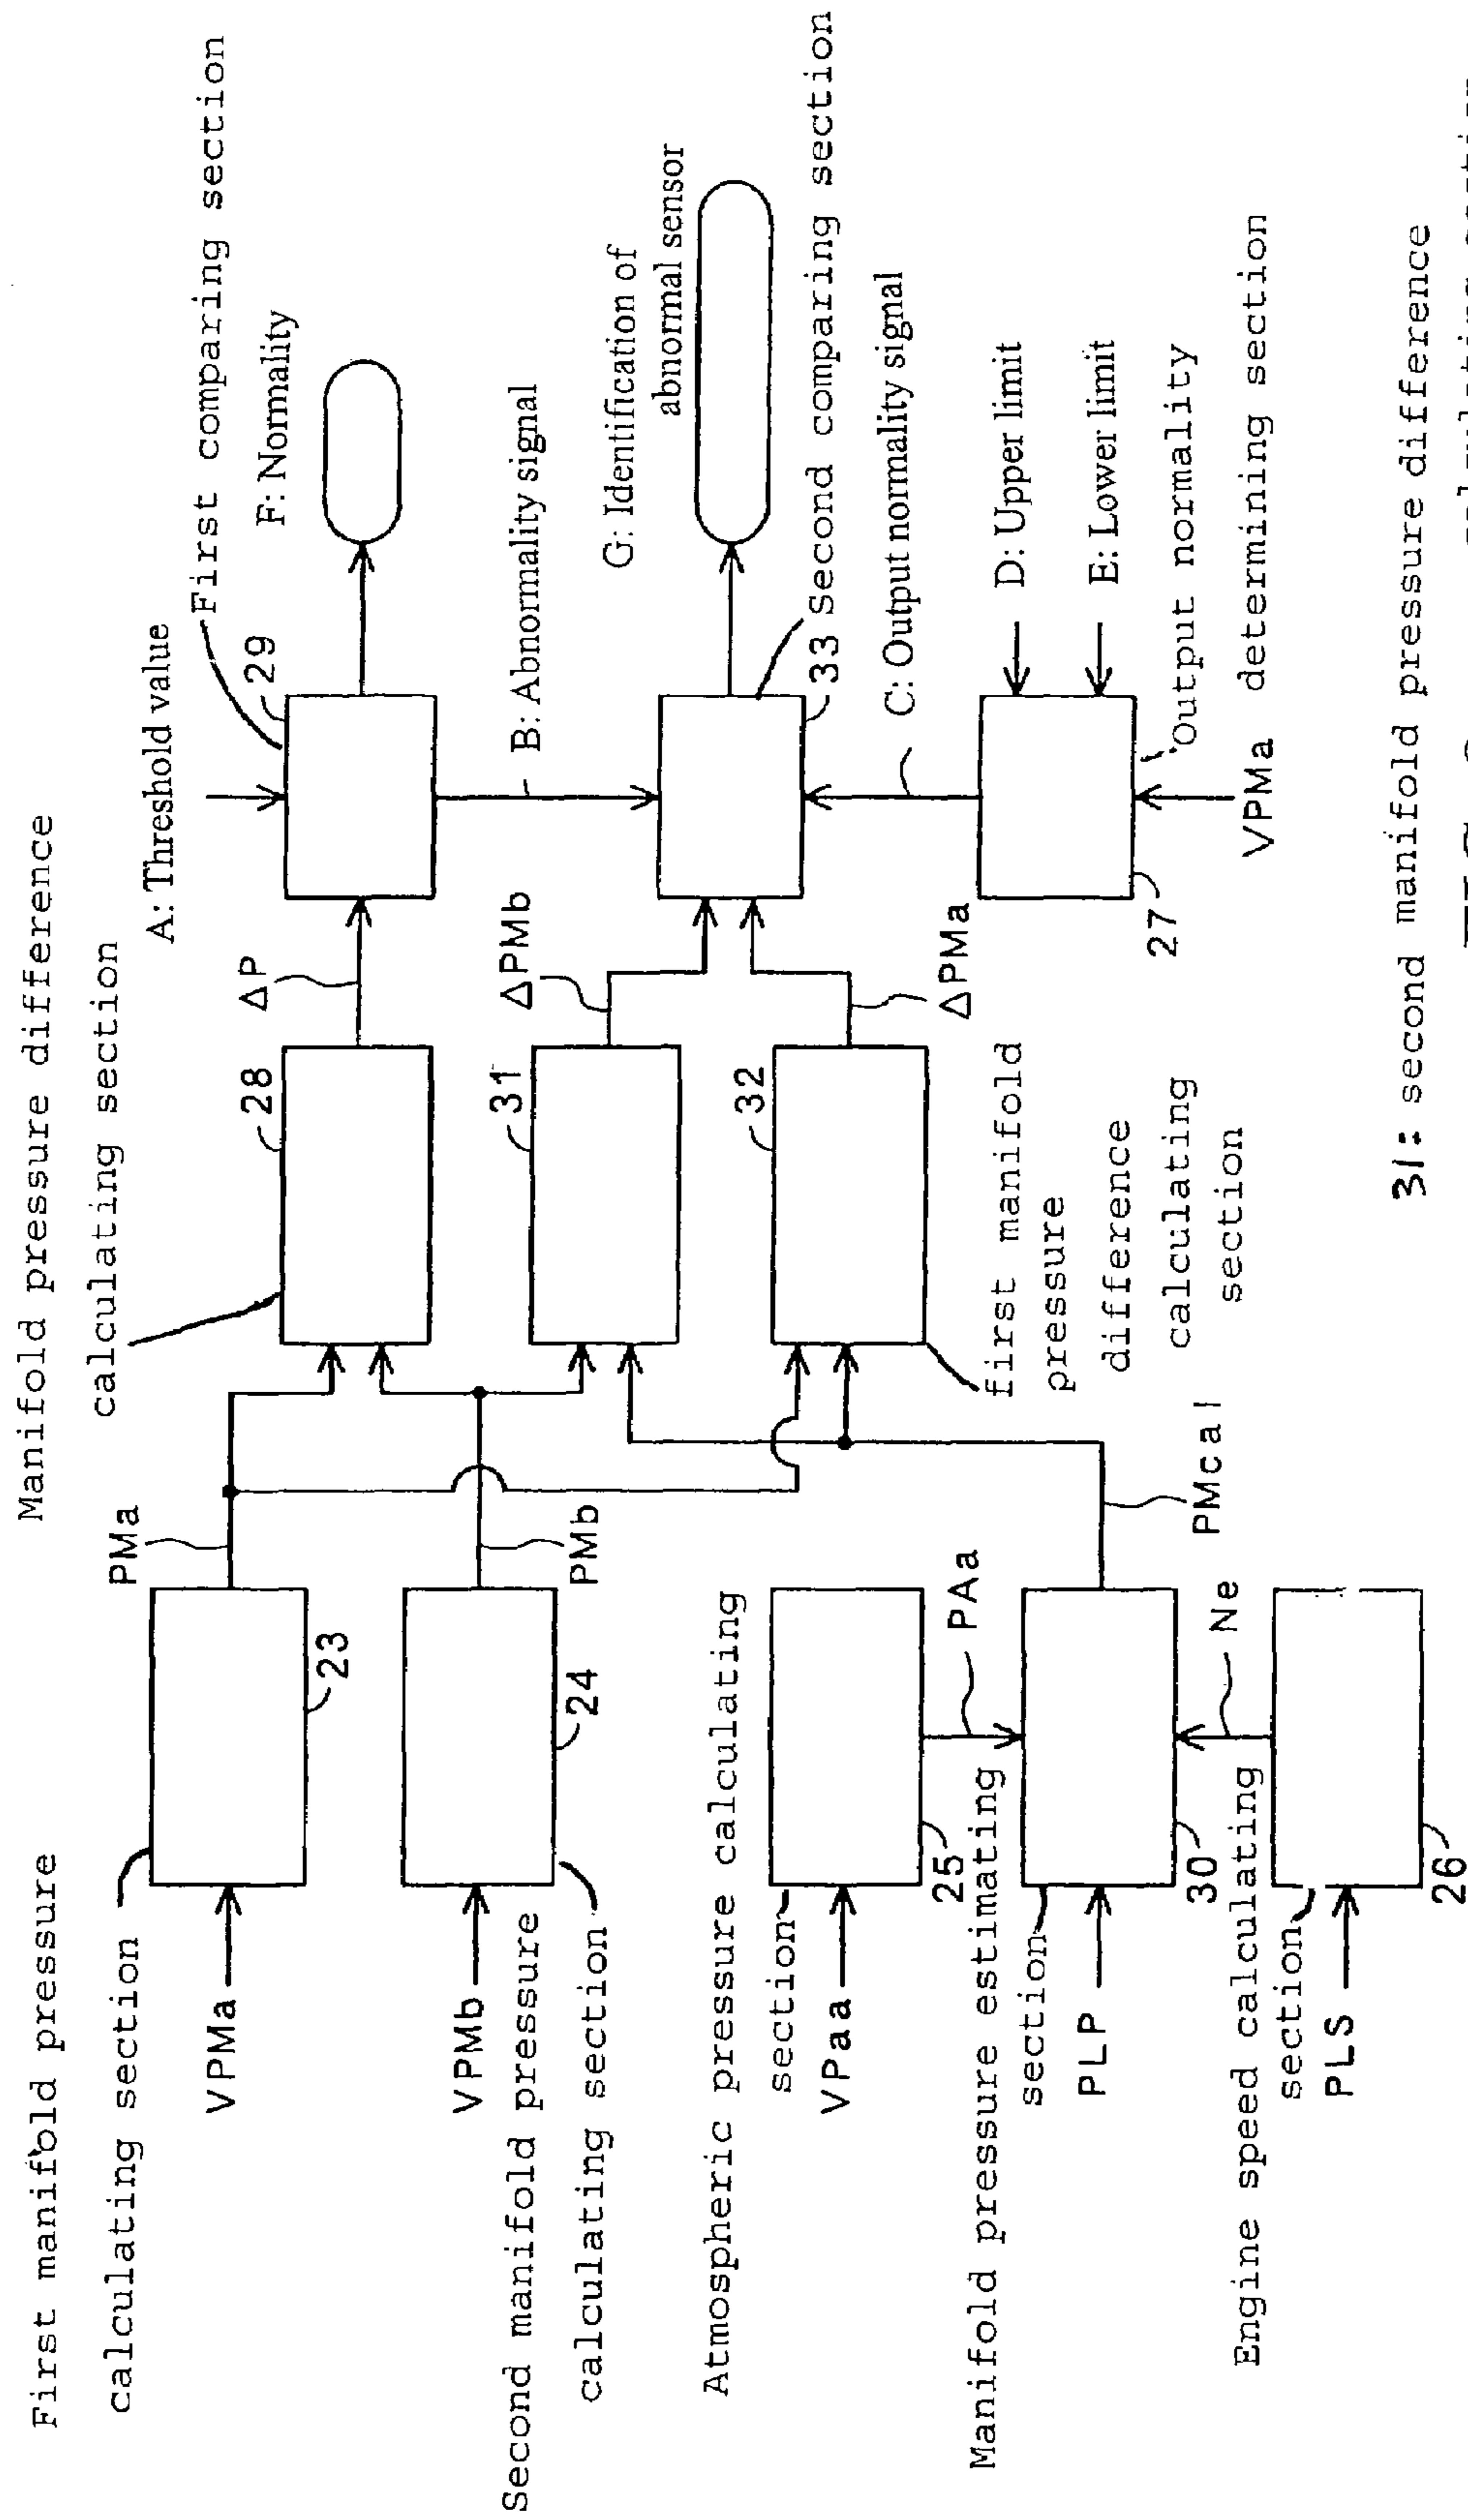 First manifold pressure
calculating section
VPMa
23
PMa
Second manifold pressure
calculating section
VPMb
24
PMb
Atmospheric pressure calculating
section
VPaa
25
PAa
Manifold pressure estimating
section
PLP
30
PMcal
Engine speed calculating
section
PLS
26
Ne
Manifold pressure difference
calculating section
28
ΔP
31
ΔPMb
32
ΔPMa
first manifold
pressure
difference
calculating
section
A: Threshold value
First comparing section
29
F: Normality
B: Abnormality signal
G: Identification of
abnormal sensor
33
Second comparing section
C: Output normality signal
D: Upper limit
E: Lower limit
Output normality
determining section
VPMa
27
31: second manifold pressure difference